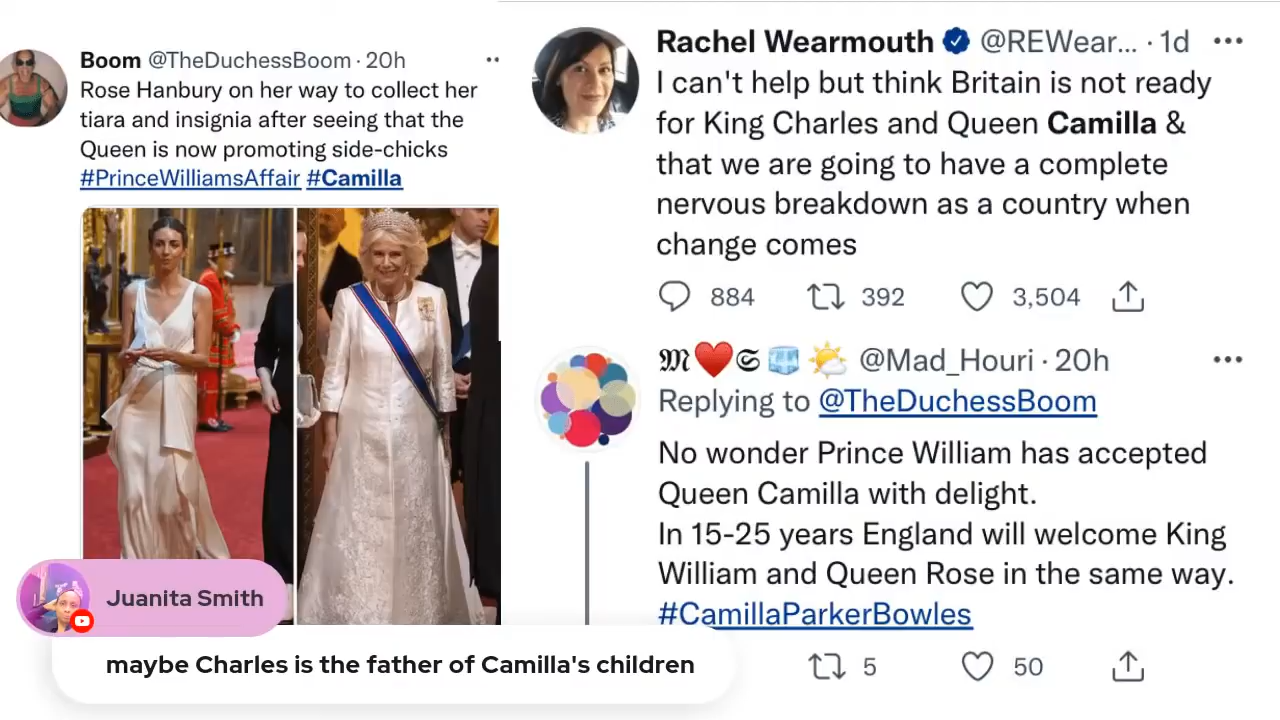 Boom @TheDuchessBoom · 20h
Rose Hanbury on her way to collect her
tiara and insignia after seeing that the
Queen is now promoting side-chicks
#PrinceWilliamsAffair #Camilla
Rachel Wearmouth @REWear... · 1d
I can't help but think Britain is not ready
for King Charles and Queen Camilla &
that we are going to have a complete
nervous breakdown as a country when
change comes
884 392 3,504
𝕸❤️𝕾🧊🌤️ @Mad_Houri · 20h
Replying to @TheDuchessBoom
No wonder Prince William has accepted
Queen Camilla with delight.
In 15-25 years England will welcome King
William and Queen Rose in the same way.
#CamillaParkerBowles
5 50
Juanita Smith
maybe Charles is the father of Camilla's children